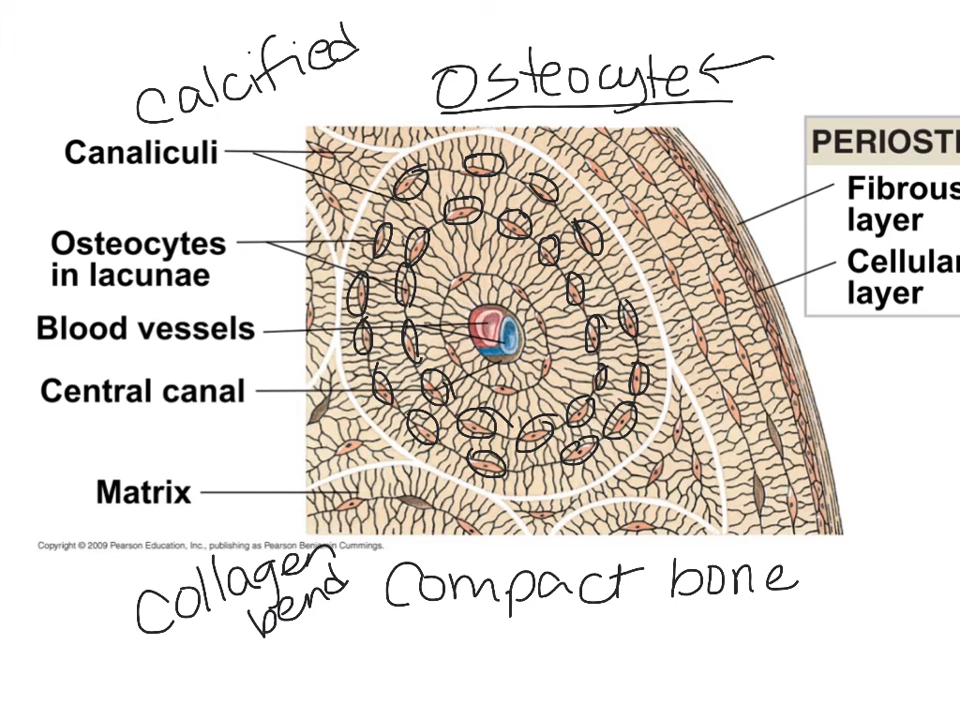 Calcified
Osteocyte
Canaliculi
PERIOSTE
Fibrous
layer
Osteocytes
in lacunae
Cellular
layer
Blood vessels
Central canal
Matrix
Copyright © 2009 Pearson Education, Inc., publishing as Pearson Benjamin Cummings.
Collagen
bend
Compact bone